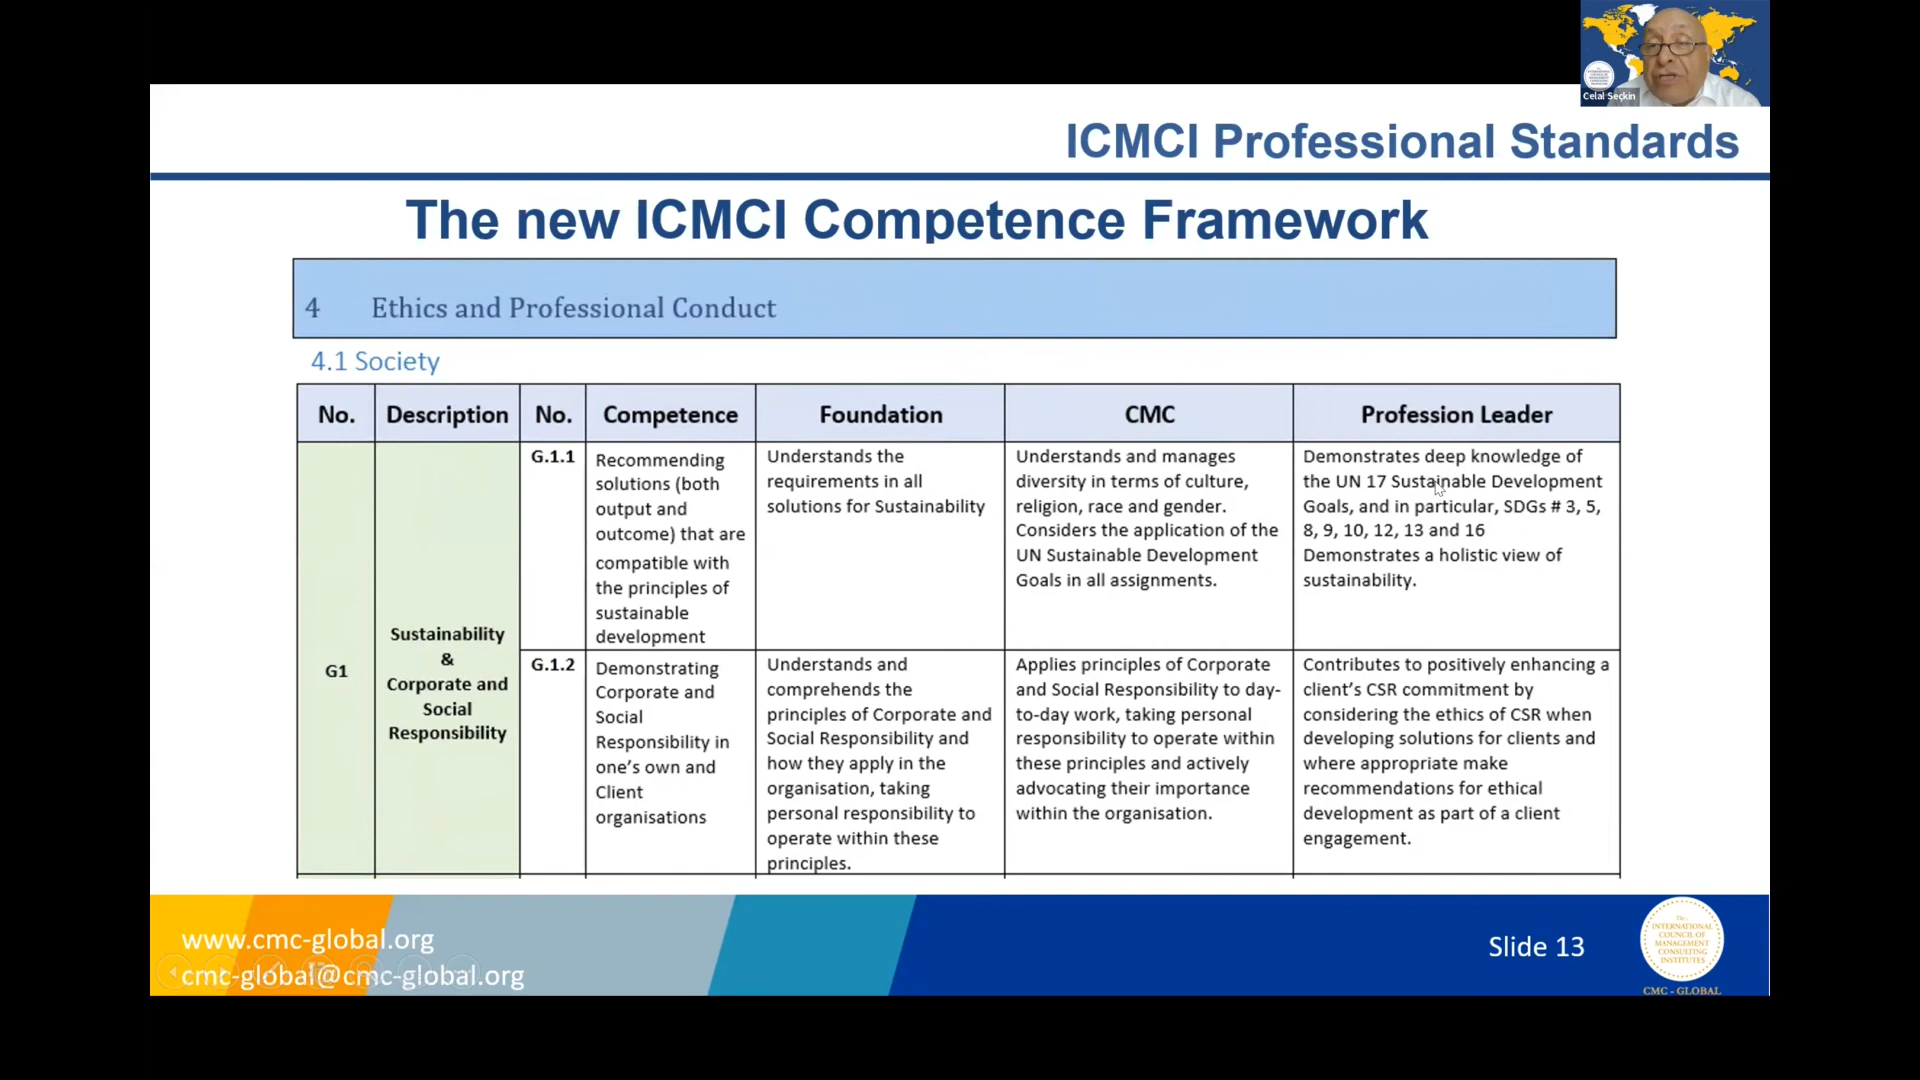 Celal Seçkin
ICMCI Professional Standards
The new ICMCI Competence Framework
4 Ethics and Professional Conduct
4.1 Society
No. Description No. Competence Foundation CMC Profession Leader
G1
Sustainability
&
Corporate and
Social
Responsibility
G.1.1
Recommending
solutions (both
output and
outcome) that are
compatible with
the principles of
sustainable
development
Understands the
requirements in all
solutions for Sustainability
Understands and manages
diversity in terms of culture,
religion, race and gender.
Considers the application of the
UN Sustainable Development
Goals in all assignments.
Demonstrates deep knowledge of
the UN 17 Sustainable Development
Goals, and in particular, SDGs # 3, 5,
8, 9, 10, 12, 13 and 16
Demonstrates a holistic view of
sustainability.
G.1.2
Demonstrating
Corporate and
Social
Responsibility in
one's own and
Client
organisations
Understands and
comprehends the
principles of Corporate and
Social Responsibility and
how they apply in the
organisation, taking
personal responsibility to
operate within these
principles.
Applies principles of Corporate
and Social Responsibility to day-
to-day work, taking personal
responsibility to operate within
these principles and actively
advocating their importance
within the organisation.
Contributes to positively enhancing a
client's CSR commitment by
considering the ethics of CSR when
developing solutions for clients and
where appropriate make
recommendations for ethical
development as part of a client
engagement.
www.cmc-global.org
cmc-global@cmc-global.org
Slide 13
The
INTERNATIONAL
COUNCIL OF
MANAGEMENT
CONSULTING
INSTITUTES
CMC - GLOBAL